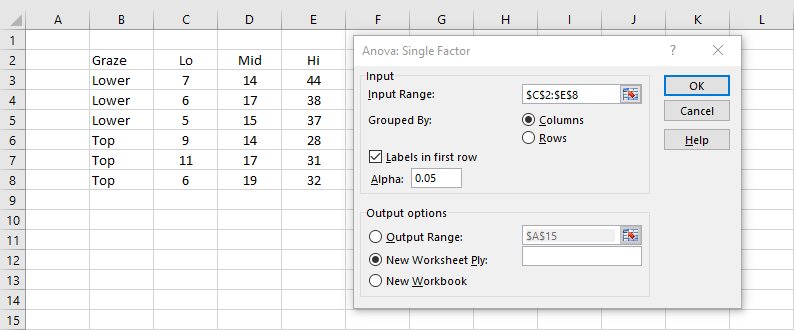 A B C D E F G H I J K L
1
2 Graze Lo Mid Hi
3 Lower 7 14 44
4 Lower 6 17 38
5 Lower 5 15 37
6 Top 9 14 28
7 Top 11 17 31
8 Top 6 19 32
9
10
11
12
13
14
15
Anova: Single Factor ? ×
Input
Input Range: $C$2:$E$8
Grouped By: Columns
Rows
Labels in first row
Alpha: 0.05
OK
Cancel
Help
Output options
Output Range: $A$15
New Worksheet Ply:
New Workbook